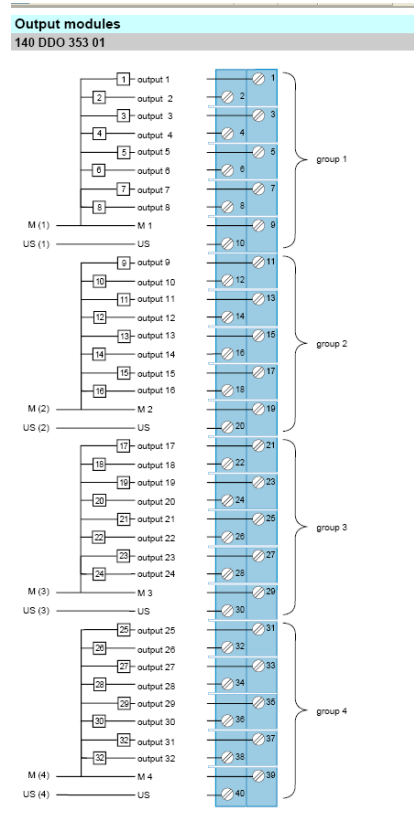 Output modules
140 DDO 353 01
1 output 1 1
2 output 2 2
3 output 3 3
4 output 4 4
5 output 5 5
group 1
6 output 6 6
7 output 7 7
8 output 8 8
M (1) M 1 9
US (1) US 10
9 output 9 11
10 output 10 12
11 output 11 13
12 output 12 14
13 output 13 15
group 2
14 output 14 16
15 output 15 17
16 output 16 18
M (2) M 2 19
US (2) US 20
17 output 17 21
18 output 18 22
19 output 19 23
20 output 20 24
21 output 21 25
group 3
22 output 22 26
23 output 23 27
24 output 24 28
M (3) M 3 29
US (3) US 30
25 output 25 31
26 output 26 32
27 output 27 33
28 output 28 34
29 output 29 35
group 4
30 output 30 36
32 output 31 37
32 output 32 38
M (4) M 4 39
US (4) US 40